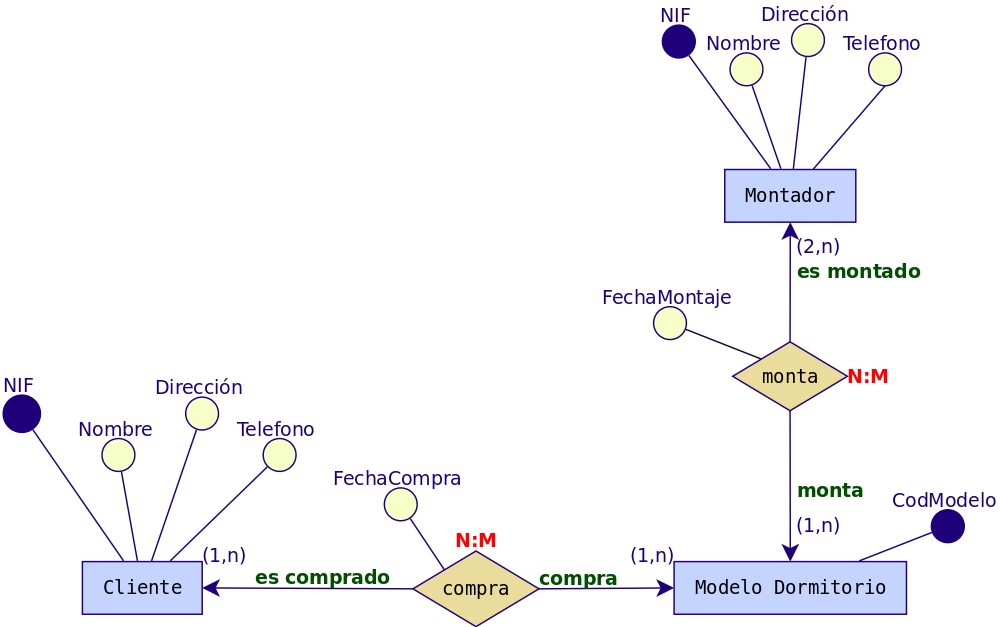 NIF
Dirección
Nombre
Telefono
Montador
(2,n)
es montado
FechaMontaje
monta
N:M
NIF
Dirección
Nombre
Telefono
FechaCompra
monta
CodModelo
(1,n)
N:M
(1,n)
(1,n)
es comprado
compra
Cliente
compra
Modelo Dormitorio